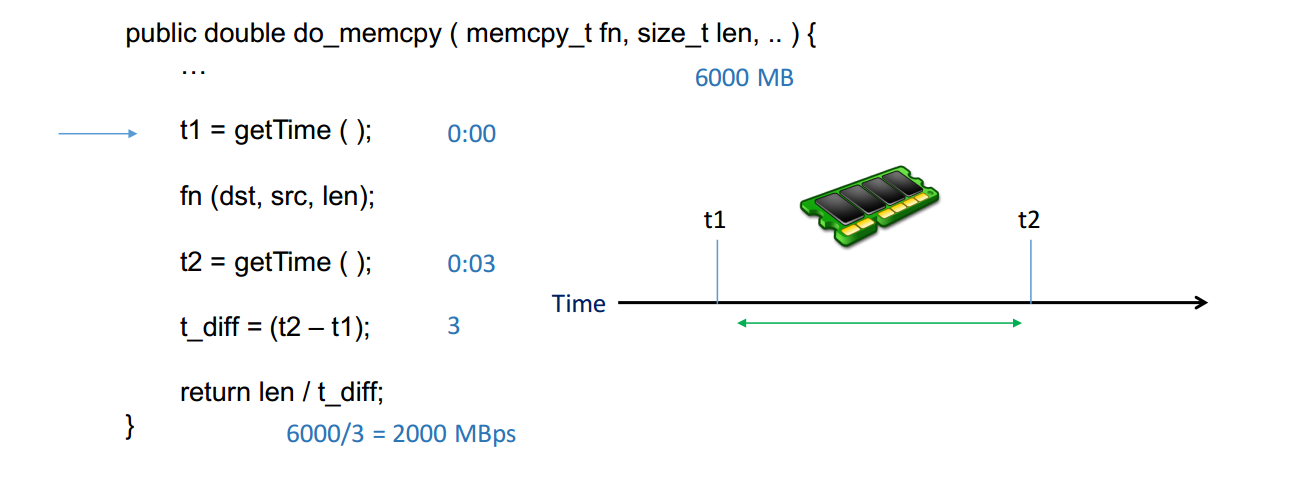 public double do_memcpy ( memcpy_t fn, size_t len, .. ) {
…
6000 MB
t1 = getTime ( ); 0:00
fn (dst, src, len);
t2 = getTime ( ); 0:03
t_diff = (t2 – t1); 3
return len / t_diff;
}
6000/3 = 2000 MBps
t1 t2
Time